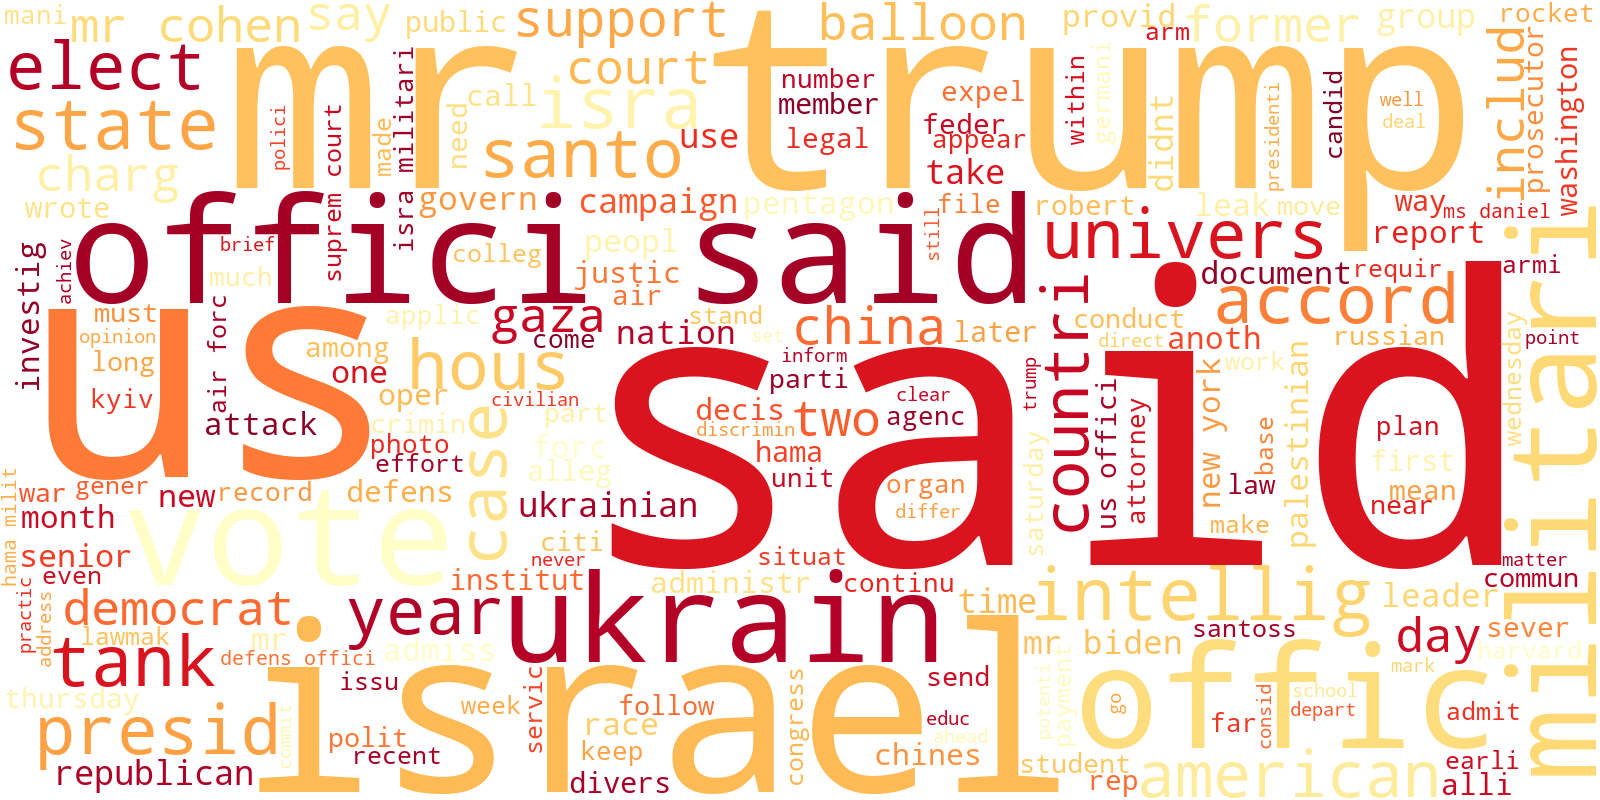 mani
mr cohen
say
public
support
balloon
provid
former
group
rocket
elect
mr trump
arm
court
state
call
isra
number
member
expel
feder
appear
legal
use
take
santo
need
made
polici
suprem court
isra militari
within
germani
didnt
presidenti
candid
well
deal
includ
prosecutor
washington
charg
wrote
govern
campaign
pentagon
file
robert
leak
move
way
ms daniel
report
offici said
achiev
investig
brief
much
colleg
peopl
justic
air
still
univers
document
requir
armi
must
opinion
long
kyiv
air forc
applic
among
one
gaza
come
nation
stand
set
china
later
countri
conduct
direct
accord
anoth
russian
work
wednesday
point
us
hous
said
inform
parti
trump
oper
civilian
attack
crimin
photo
effort
case
part
forc
alleg
decis
discrimin
two
clear
agenc
hama
unit
organ
differ
us offici
attorney
new york
base
law
palestinian
plan
first
mean
near
make
militari
war
gener
new
record
defens
month
hama milit
vote
ukrainian
citi
never
situat
saturday
matter
commun
senior
even
institut
administr
continu
practic
address
democrat
year
ukrain
time
intellig
leader
lawmak
mr
admiss
mr biden
santoss
day
sever
harvard
tank
defens offici
issu
send
mark
thursday
week
servic
race
follow
congress
educ
ahead
potenti
payment
offic
go
school
depart
consid
far
admit
presid
commit
israel
polit
recent
keep
chines
student
rep
american
earli
alli
republican
divers